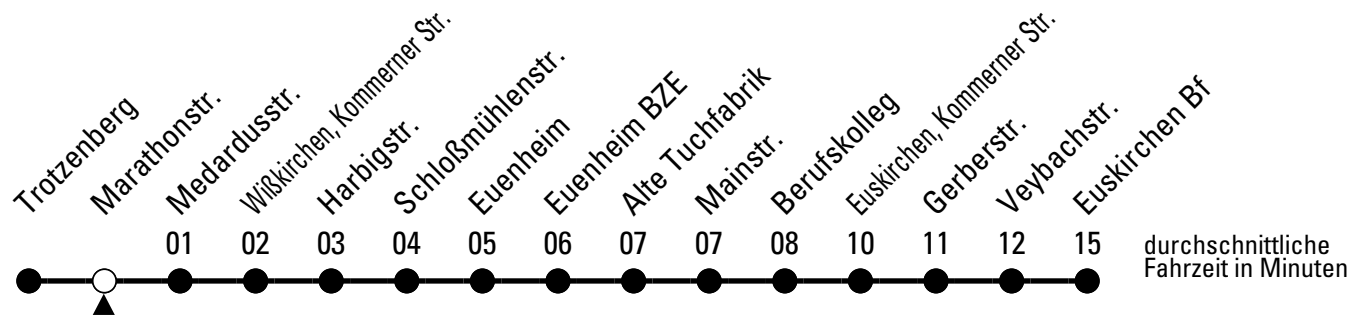 Trotzenberg
Marathonstr.
Medardusstr.
Wißkirchen, Kommerner Str.
Harbigstr.
Schloßmühlenstr.
Euenheim
Euenheim BZE
Alte Tuchfabrik
Mainstr.
Berufskolleg
Euskirchen, Kommerner Str.
Gerberstr.
Veybachstr.
Euskirchen Bf
01 02 03 04 05 06 07 07 08 10 11 12 15
durchschnittliche
Fahrzeit in Minuten